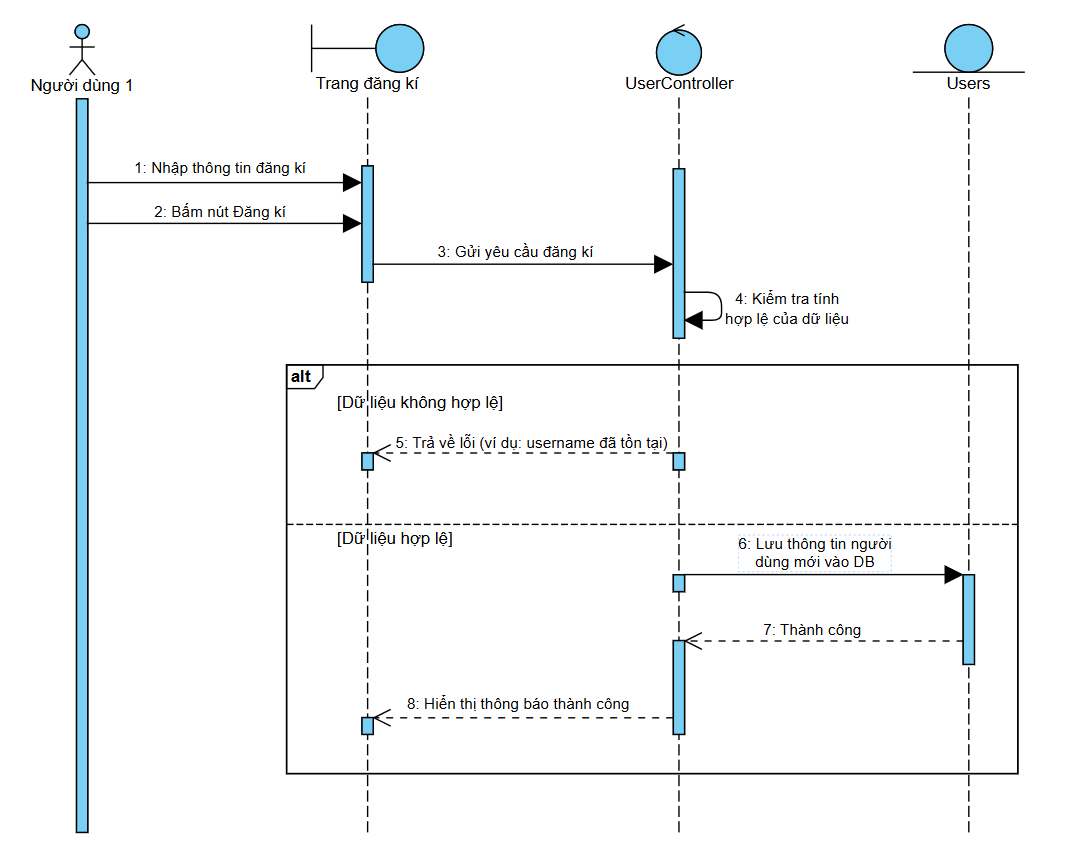 Người dùng 1
Trang đăng kí
UserController
Users
1: Nhập thông tin đăng kí
2: Bấm nút Đăng kí
3: Gửi yêu cầu đăng kí
4: Kiểm tra tính
hợp lệ của dữ liệu
alt
[Dữ liệu không hợp lệ]
5: Trả về lỗi (ví dụ: username đã tồn tại)
[Dữ liệu hợp lệ]
6: Lưu thông tin người
dùng mới vào DB
7: Thành công
8: Hiển thị thông báo thành công